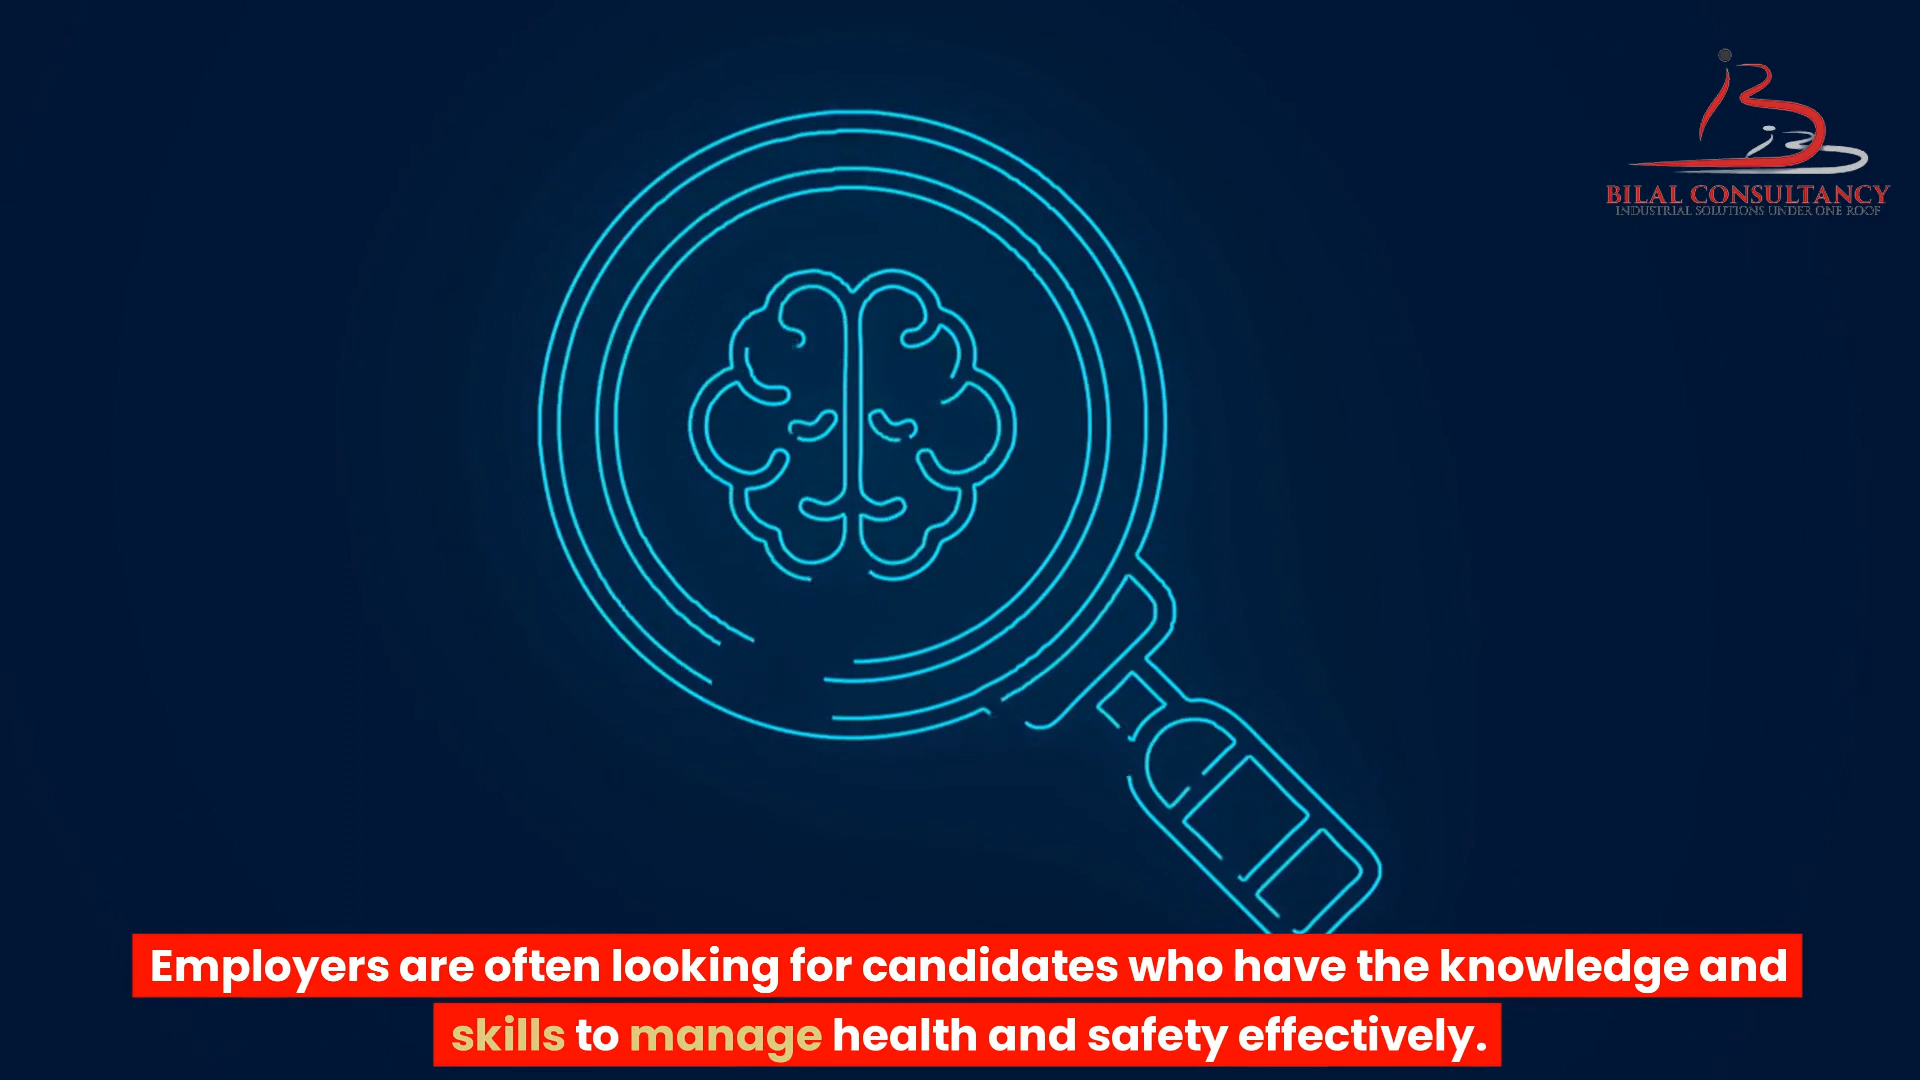 BILAL CONSULTANCY
INDUSTRIAL SOLUTIONS UNDER ONE ROOF
Employers are often looking for candidates who have the knowledge and
skills to manage health and safety effectively.